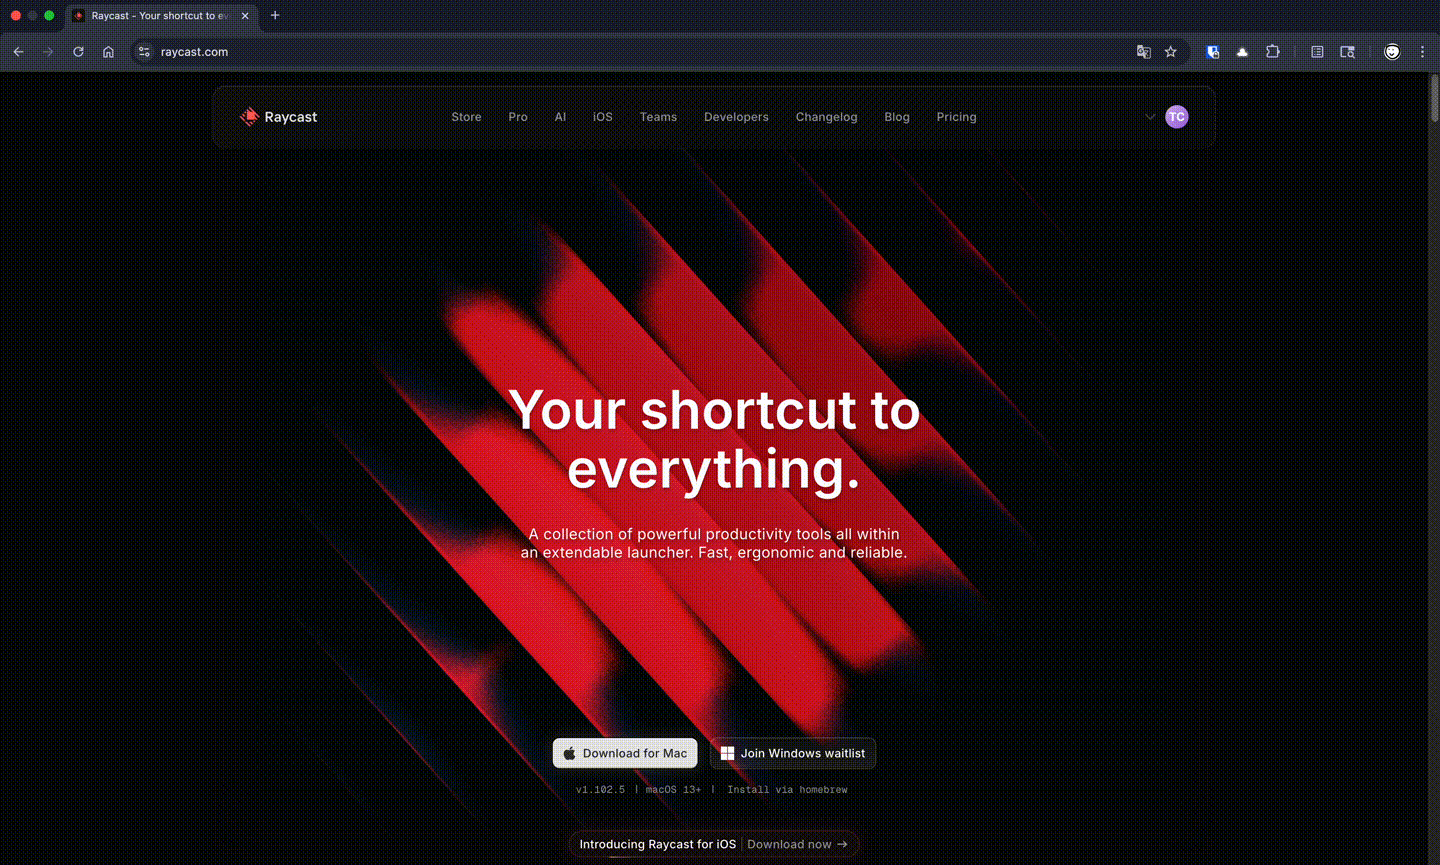 Raycast - Your shortcut to ev
raycast.com
Raycast
Store
Pro
AI
iOS
Teams
Developers
Changelog
Blog
Pricing
TC
Your shortcut to
everything.
A collection of powerful productivity tools all within
an extendable launcher. Fast, ergonomic and reliable.
Download for Mac
Join Windows waitlist
v1.102.5 | macOS 13+ | Install via homebrew
Introducing Raycast for iOS | Download now →